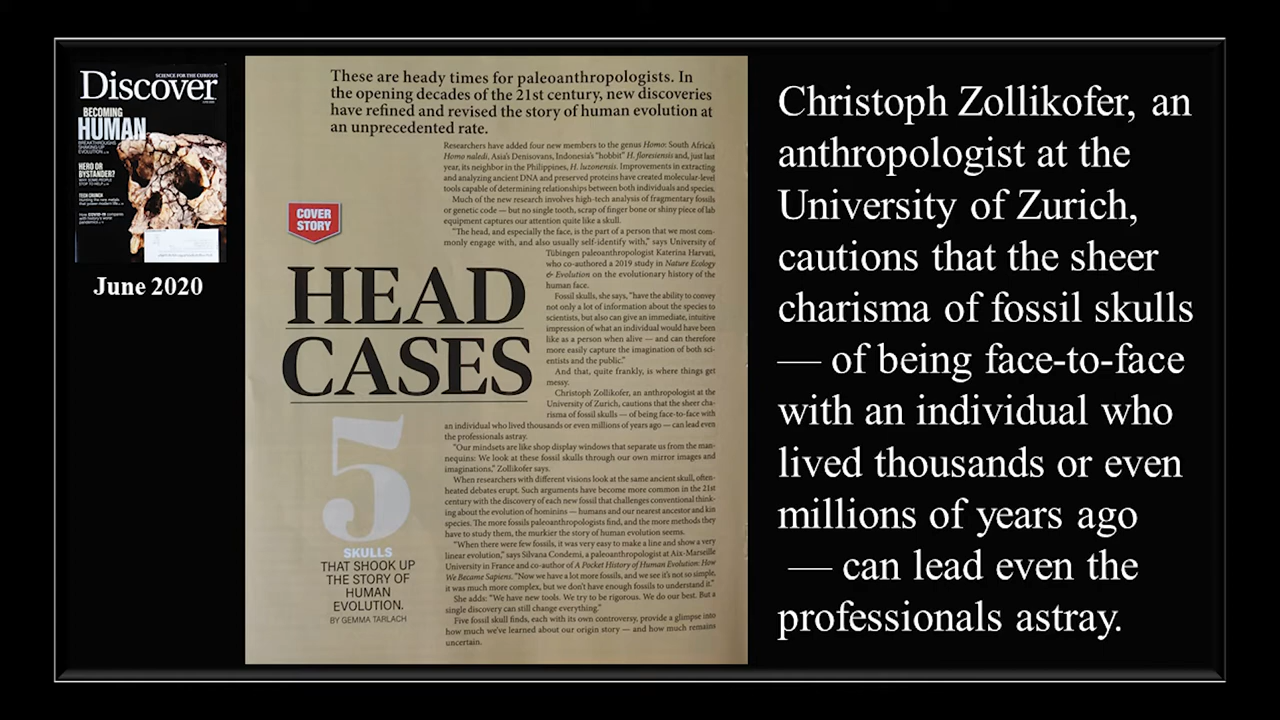 SCIENCE FOR THE CURIOUS
Discover
JUNE 2020
BECOMING
HUMAN
BREAKTHROUGHS
SHAKING UP
EVOLUTION
HERO OR
BYSTANDER?
WHY SOME PEOPLE
STOP TO HELP
TECH CRUNCH
June 2020
These are heady times for paleoanthropologists. In
the opening decades of the 21st century, new discoveries
have refined and revised the story of human evolution at
an unprecedented rate.
Researchers have added four new members to the genus Homo: South Africa's
Homo naledi, Asia's Denisovans, Indonesia's "hobbit" H. floresiensis and, just last
year, its neighbor in the Philippines, H. luzonensis. Improvements in extracting
and analyzing ancient DNA and preserved proteins have created molecular-level
tools capable of determining relationships between both individuals and species.
Much of the new research involves high-tech analysis of fragmentary fossils
or genetic code — but no single tooth, scrap of finger bone or shiny piece of lab
equipment captures our attention quite like a skull.
"The head, and especially the face, is the part of a person that we most com-
monly engage with, and also usually self-identify with," says University of
Tübingen paleoanthropologist Katerina Harvati,
who co-authored a 2019 study in Nature Ecology
& Evolution on the evolutionary history of the
human face.
Fossil skulls, she says, "have the ability to convey
not only a lot of information about the species to
scientists, but also can give an immediate, intuitive
impression of what an individual would have been
like as a person when alive — and can therefore
more easily capture the imagination of both sci-
entists and the public."
And that, quite frankly, is where things get
messy.
Christoph Zollikofer, an anthropologist at the
University of Zurich, cautions that the sheer cha-
risma of fossil skulls — of being face-to-face with
an individual who lived thousands or even millions of years ago — can lead even
the professionals astray.
"Our mindsets are like shop display windows that separate us from the man-
nequins: We look at these fossil skulls through our own mirror images and
imaginations," Zollikofer says.
When researchers with different visions look at the same ancient skull, often-
heated debates erupt. Such arguments have become more common in the 21st
century with the discovery of each new fossil that challenges conventional think-
ing about the evolution of hominins — humans and our nearest ancestor and kin
species. The more fossils paleoanthropologists find, and the more methods they
have to study them, the murkier the story of human evolution seems.
"When there were few fossils, it was very easy to make a line and show a very
linear evolution," says Silvana Condemi, a paleoanthropologist at Aix-Marseille
University in France and co-author of A Pocket History of Human Evolution: How
We Became Sapiens. "Now we have a lot more fossils, and we see it's not so simple,
it was much more complex, but we don't have enough fossils to understand it."
She adds: "We have new tools. We try to be rigorous. We do our best. But a
single discovery can still change everything."
Five fossil skull finds, each with its own controversy, provide a glimpse into
how much we've learned about our origin story — and how much remains
uncertain.
COVER
STORY
HEAD
CASES
5
SKULLS
THAT SHOOK UP
THE STORY OF
HUMAN
EVOLUTION.
BY GEMMA TARLACH
Christoph Zollikofer, an
anthropologist at the
University of Zurich,
cautions that the sheer
charisma of fossil skulls
— of being face-to-face
with an individual who
lived thousands or even
millions of years ago
— can lead even the
professionals astray.